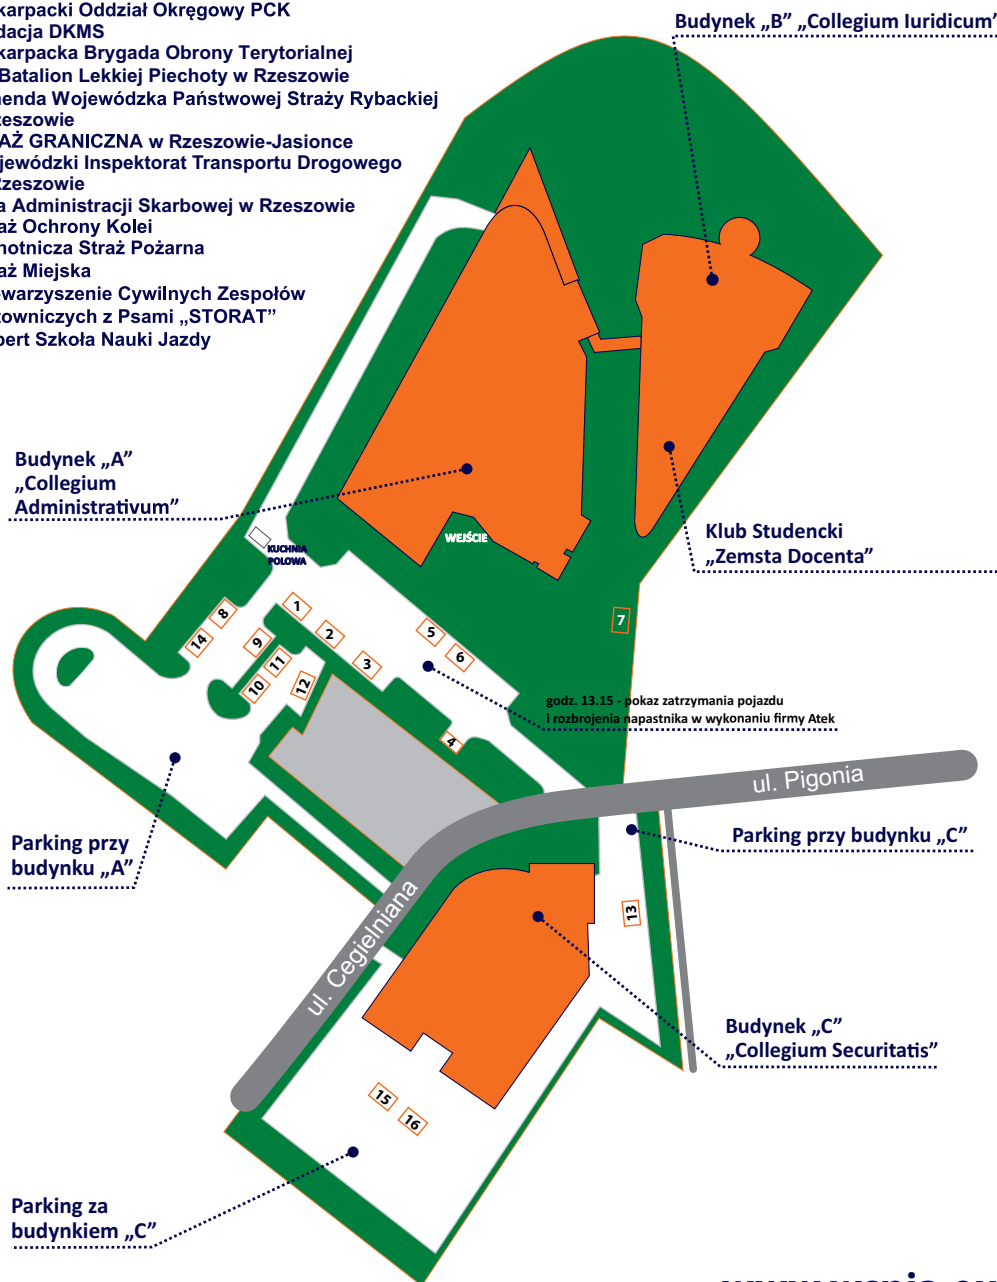 karpacki Oddział Okręgowy PCK
dacja DKMS
karpacka Brygada Obrony Terytorialnej
Batalion Lekkiej Piechoty w Rzeszowie
enda Wojewódzka Państwowej Straży Rybackiej
zeszowie
AŻ GRANICZNA w Rzeszowie-Jasionce
jewódzki Inspektorat Transportu Drogowego
Rzeszowie
a Administracji Skarbowej w Rzeszowie
aż Ochrony Kolei
hotnicza Straż Pożarna
aż Miejska
owarzyszenie Cywilnych Zespołów
towniczych z Psami „STORAT”
pert Szkoła Nauki Jazdy
Budynek „B” „Collegium Iuridicum”
Budynek „A”
„Collegium
Administrativum”
WEJŚCIE
Klub Studencki
„Zemsta Docenta”
KUCHNIA
POLOWA
1
2
3
4
5
6
7
8
14
9
11
10
12
godz. 13.15 - pokaz zatrzymania pojazdu
i rozbrojenia napastnika w wykonaniu firmy Atek
ul. Pigonia
Parking przy
budynku „A”
Parking przy budynku „C”
ul. Cegielniana
13
Budynek „C”
„Collegium Securitatis”
15
16
Parking za
budynkiem „C”